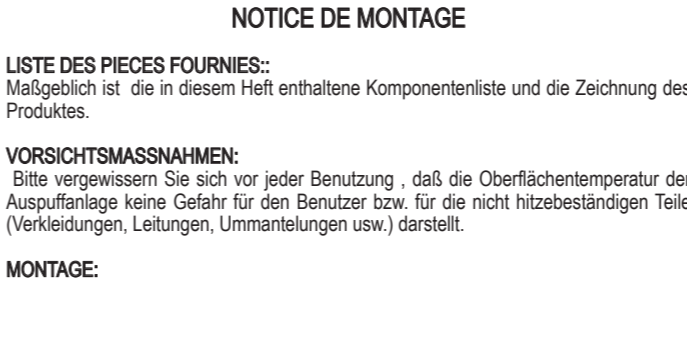 NOTICE DE MONTAGE
LISTE DES PIECES FOURNIES::
Maßgeblich ist die in diesem Heft enthaltene Komponentenliste und die Zeichnung des
Produktes.
VORSICHTSMASSNAHMEN:
Bitte vergewissern Sie sich vor jeder Benutzung , daß die Oberflächentemperatur der
Auspuffanlage keine Gefahr für den Benutzer bzw. für die nicht hitzebeständigen Teile
(Verkleidungen, Leitungen, Ummantelungen usw.) darstellt.
MONTAGE: